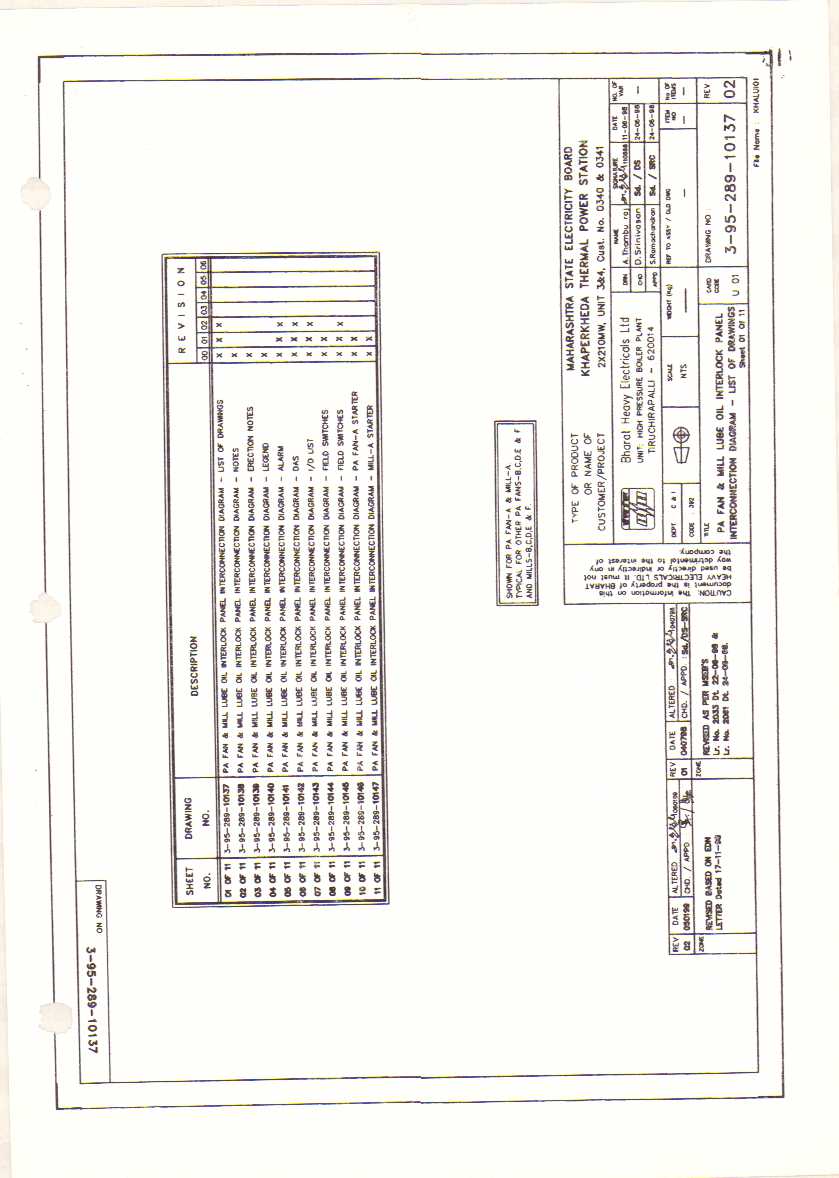 DRAWING NO
3-95-289-10137
SHEET NO. DRAWING NO. DESCRIPTION REVISION
00 01 02 03 04 05 06
01 OF 11 3-95-289-10137 PA FAN & MILL LUBE OIL INTERLOCK PANEL INTERCONNECTION DIAGRAM - LIST OF DRAWINGS X X X
02 OF 11 3-95-289-10138 PA FAN & MILL LUBE OIL INTERLOCK PANEL INTERCONNECTION DIAGRAM - NOTES X
03 OF 11 3-95-289-10139 PA FAN & MILL LUBE OIL INTERLOCK PANEL INTERCONNECTION DIAGRAM - ERECTION NOTES X
04 OF 11 3-95-289-10140 PA FAN & MILL LUBE OIL INTERLOCK PANEL INTERCONNECTION DIAGRAM - LEGEND X
05 OF 11 3-95-289-10141 PA FAN & MILL LUBE OIL INTERLOCK PANEL INTERCONNECTION DIAGRAM - ALARM X X X
06 OF 11 3-95-289-10142 PA FAN & MILL LUBE OIL INTERLOCK PANEL INTERCONNECTION DIAGRAM - DAS X X X
07 OF 11 3-95-289-10143 PA FAN & MILL LUBE OIL INTERLOCK PANEL INTERCONNECTION DIAGRAM - I/O LIST X X X
08 OF 11 3-95-289-10144 PA FAN & MILL LUBE OIL INTERLOCK PANEL INTERCONNECTION DIAGRAM - FIELD SWITCHES X X
09 OF 11 3-95-289-10145 PA FAN & MILL LUBE OIL INTERLOCK PANEL INTERCONNECTION DIAGRAM - FIELD SWITCHES X X X
10 OF 11 3-95-289-10146 PA FAN & MILL LUBE OIL INTERLOCK PANEL INTERCONNECTION DIAGRAM - PA FAN-A STARTER X X
11 OF 11 3-95-289-10147 PA FAN & MILL LUBE OIL INTERLOCK PANEL INTERCONNECTION DIAGRAM - MILL-A STARTER X X
SHOWN FOR PA FAN-A & MILL-A
TYPICAL FOR OTHER PA FANS-B,C,D,E & F
AND MILLS-B,C,D,E & F.
TYPE OF PRODUCT
OR NAME OF
CUSTOMER/PROJECT
MAHARASHTRA STATE ELECTRICITY BOARD
KHAPERKHEDA THERMAL POWER STATION
2X210MW, UNIT 3&4, Cust. No. 0340 & 0341
Bharat Heavy Electricals Ltd
UNIT: HIGH PRESSURE BOILER PLANT
TIRUCHIRAPALLI - 620014
NAME SIGNATURE DATE NO. OF VAR
DRN A.Thambu raj 110698 11-06-98 -
CHD D.Srinivasan Sd. / DS 24-06-98
APPD S.Ramachandran Sd. / SRC 24-06-98
DEPT C & I
CODE 392
SCALE
NTS
WEIGHT (Kg)
REF TO ASSY / OLD DWG
-
ITEM NO
-
No OF ITEMS
-
TITLE
PA FAN & MILL LUBE OIL INTERLOCK PANEL
INTERCONNECTION DIAGRAM - LIST OF DRAWINGS
Sheet 01 Of 11
CARD CODE
U 01
DRAWING NO
3-95-289-10137
REV
02
File Name : KHALUI01
CAUTION: The information on this
document is the property of BHARAT
HEAVY ELECTRICALS LTD. It must not
be used directly or indirectly in any
way detrimental to the interest of
the company.
REV DATE ALTERED 040798
01 040798 CHD. / APPD : Sd./DS-SRC
ZONE REVISED AS PER MSEB'S
Lr. No. 2033 Dt. 22-06-98 &
Lr. No. 2081 Dt. 24-06-98.
REV DATE ALTERED 050199
02 050199 CHD. / APPD
ZONE REVISED BASED ON EDN
LETTER Dated 17-11-98